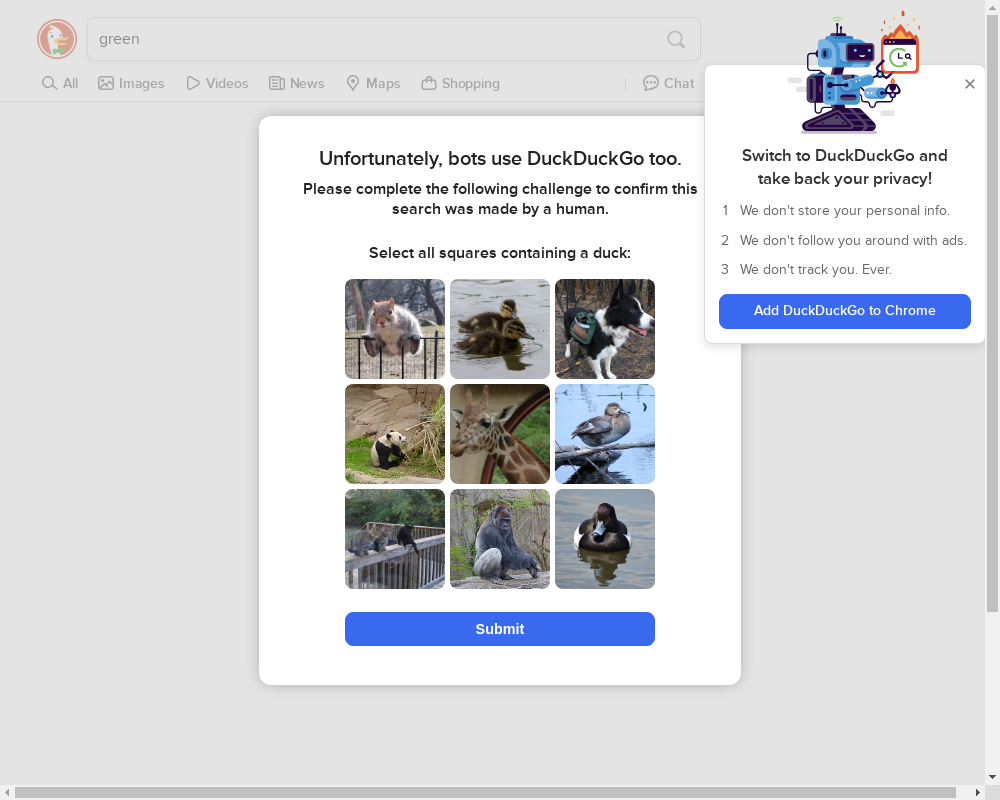 green
All
Images
Videos
News
Maps
Shopping
Chat
Unfortunately, bots use DuckDuckGo too.
Please complete the following challenge to confirm this
search was made by a human.
Select all squares containing a duck:
Submit
Switch to DuckDuckGo and
take back your privacy!
1 We don't store your personal info.
2 We don't follow you around with ads.
3 We don't track you. Ever.
Add DuckDuckGo to Chrome